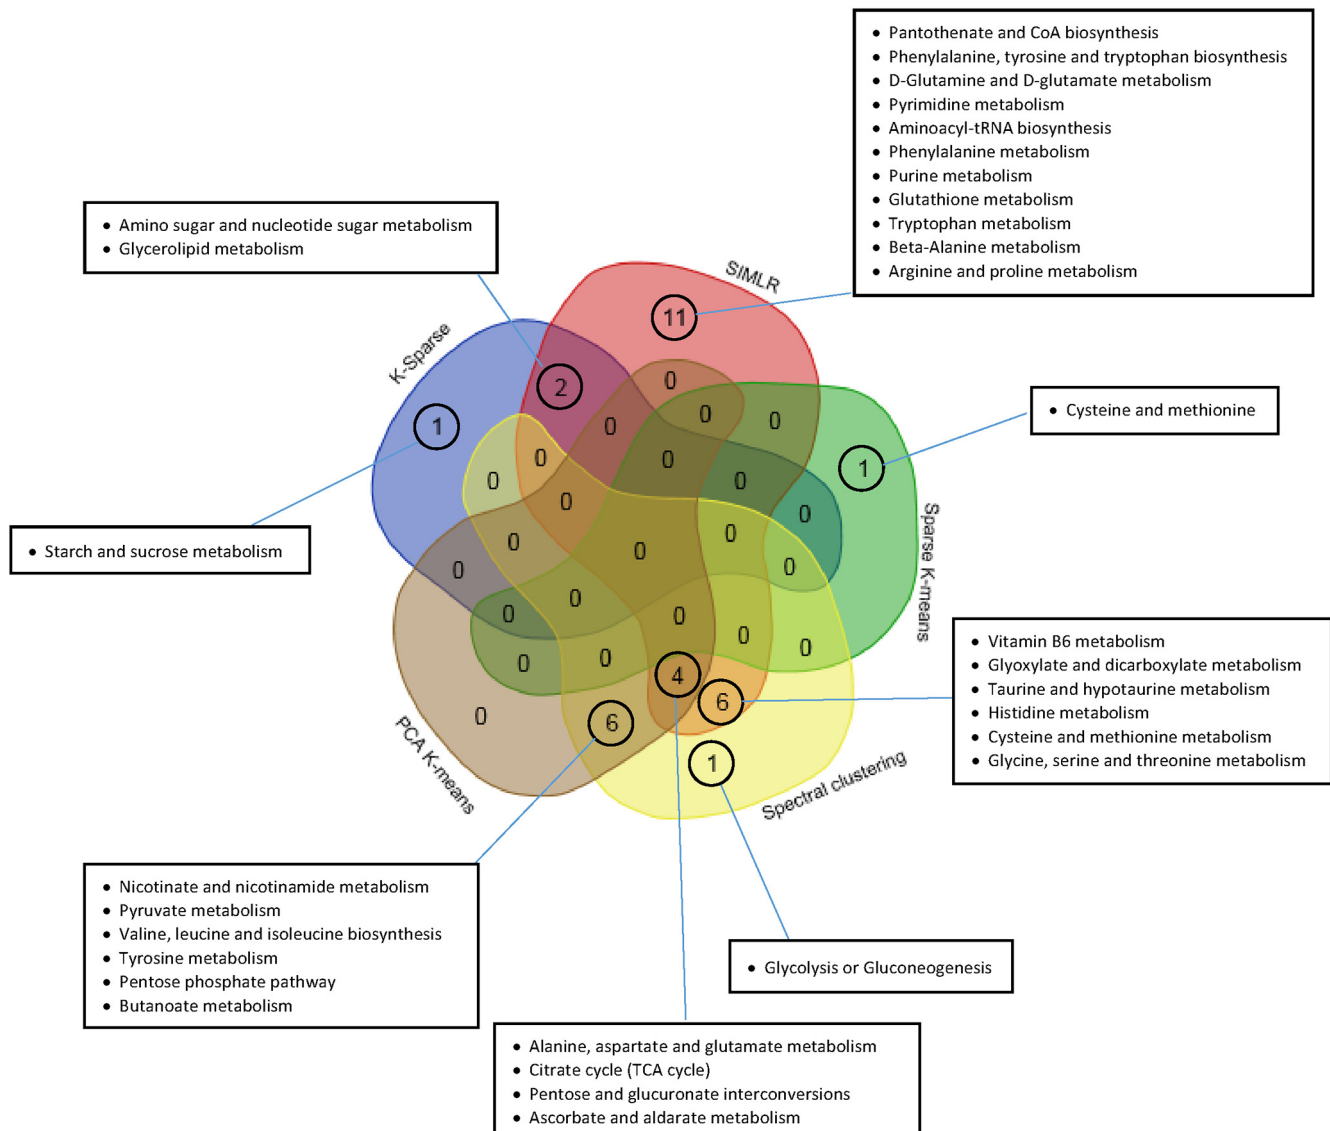 • Pantothenate and CoA biosynthesis
• Phenylalanine, tyrosine and tryptophan biosynthesis
• D-Glutamine and D-glutamate metabolism
• Pyrimidine metabolism
• Aminoacyl-tRNA biosynthesis
• Phenylalanine metabolism
• Purine metabolism
• Glutathione metabolism
• Tryptophan metabolism
• Beta-Alanine metabolism
• Arginine and proline metabolism
• Amino sugar and nucleotide sugar metabolism
• Glycerolipid metabolism
SIMLR
11
K-Sparse
0
2
0
0
0
1
• Cysteine and methionine
0
0
1
0
0
0
0
0
Sparse K-means
• Starch and sucrose metabolism
0
0
0
0
0
0
0
0
0
0
0
0
0
4
6
• Vitamin B6 metabolism
• Glyoxylate and dicarboxylate metabolism
• Taurine and hypotaurine metabolism
• Histidine metabolism
• Cysteine and methionine metabolism
• Glycine, serine and threonine metabolism
0
6
1
PCA K-means
Spectral clustering
• Nicotinate and nicotinamide metabolism
• Pyruvate metabolism
• Valine, leucine and isoleucine biosynthesis
• Tyrosine metabolism
• Pentose phosphate pathway
• Butanoate metabolism
• Glycolysis or Gluconeogenesis
• Alanine, aspartate and glutamate metabolism
• Citrate cycle (TCA cycle)
• Pentose and glucuronate interconversions
• Ascorbate and aldarate metabolism